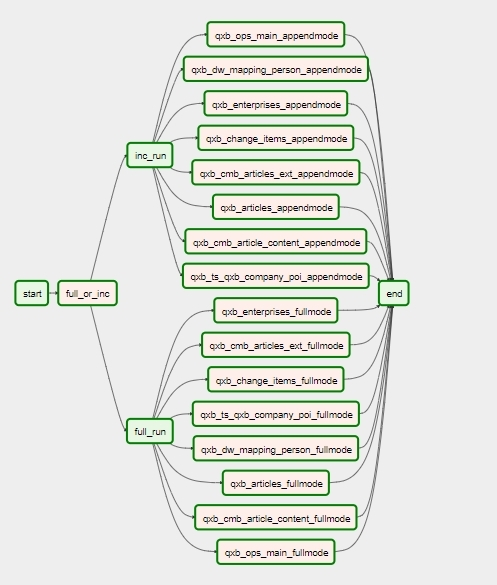 qxb_ops_main_appendmode
qxb_dw_mapping_person_appendmode
qxb_enterprises_appendmode
qxb_change_items_appendmode
inc_run
qxb_cmb_articles_ext_appendmode
qxb_articles_appendmode
qxb_cmb_article_content_appendmode
qxb_ts_qxb_company_poi_appendmode
start
full_or_inc
end
qxb_enterprises_fullmode
qxb_cmb_articles_ext_fullmode
qxb_change_items_fullmode
qxb_ts_qxb_company_poi_fullmode
full_run
qxb_dw_mapping_person_fullmode
qxb_articles_fullmode
qxb_cmb_article_content_fullmode
qxb_ops_main_fullmode